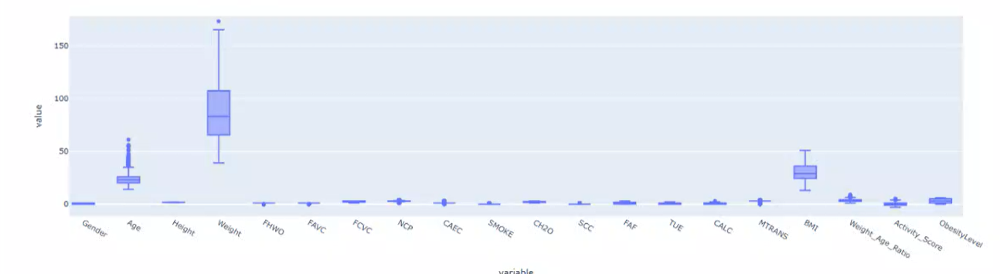 150
value
100
50
0
Gender
Age
Height
Weight
FHWO
FAVC
FCVC
NCP
CAEC
SMOKE
CH2O
SCC
FAF
TUE
CALC
MTRANS
BMI
Weight_Age_Ratio
Activity_Score
ObesityLevel
variable